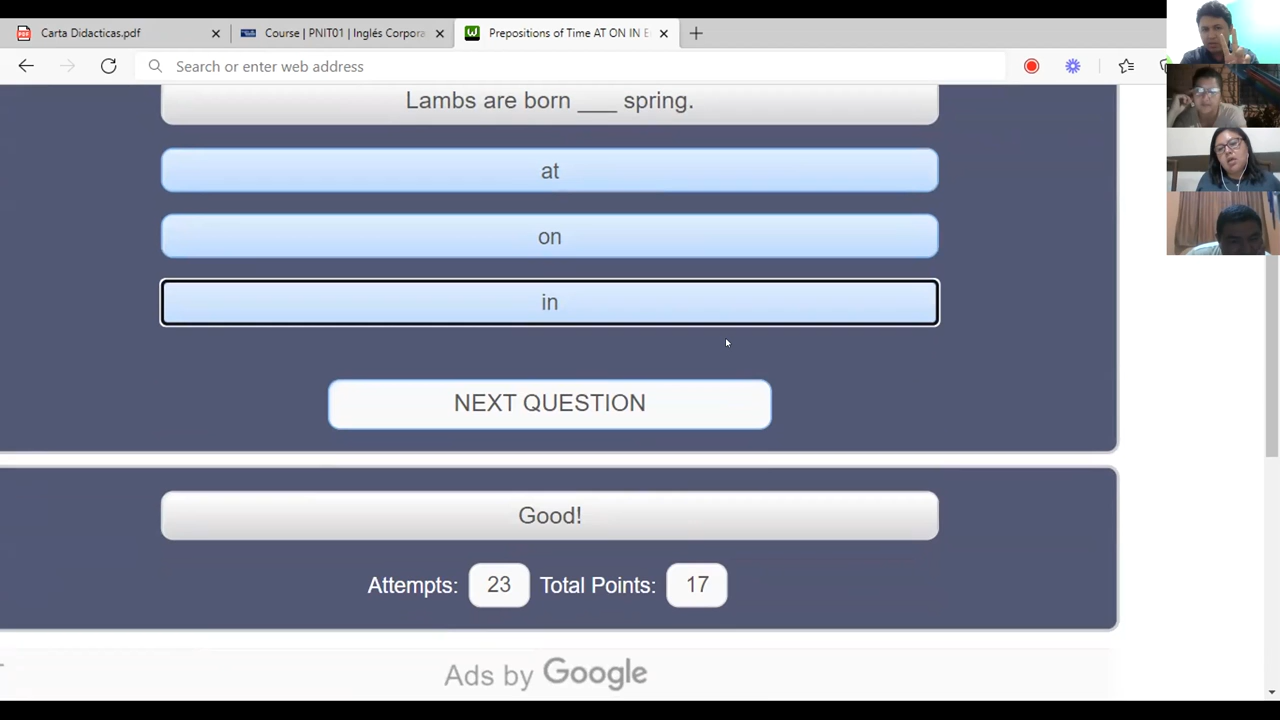 Carta Didacticas.pdf
Course | PNIT01 | Inglés Corpora
Prepositions of Time AT ON IN E
Search or enter web address
Lambs are born ___ spring.
at
on
in
NEXT QUESTION
Good!
Attempts: 23 Total Points: 17
Ads by Google